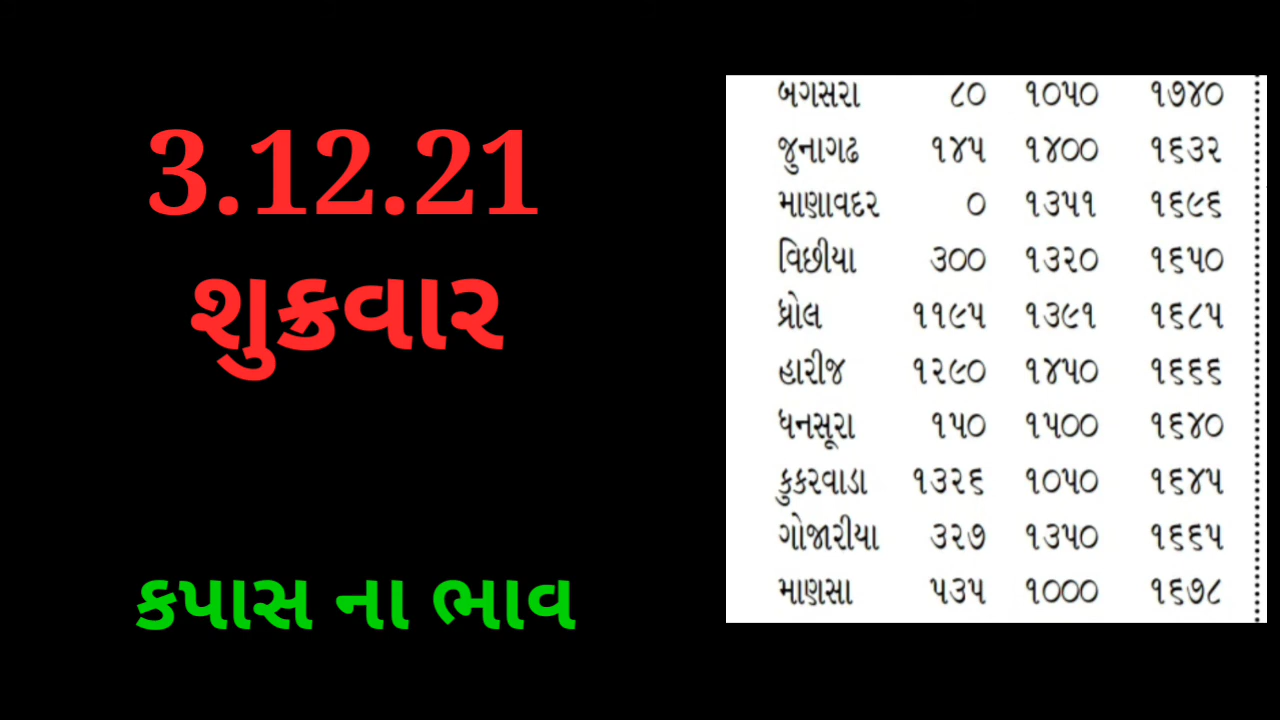 3.12.21
શુક્રવાર
કપાસ ના ભાવ
બગસરા ૮૦ ૧૦૫૦ ૧૭૪૦
જુનાગઢ ૧૪૫ ૧૪૦૦ ૧૬૩૨
માણાવદર ૦ ૧૩૫૧ ૧૬૯૬
વિછીયા ૩૦૦ ૧૩૨૦ ૧૬૫૦
ધ્રોલ ૧૧૯૫ ૧૩૯૧ ૧૬૮૫
હારીજ ૧૨૯૦ ૧૪૫૦ ૧૬૬૬
ધનસૂરા ૧૫૦ ૧૫૦૦ ૧૬૪૦
કુકરવાડા ૧૩૨૬ ૧૦૫૦ ૧૬૪૫
ગોજારીયા ૩૨૭ ૧૩૫૦ ૧૬૬૫
માણસા ૫૩૫ ૧૦૦૦ ૧૬૭૮